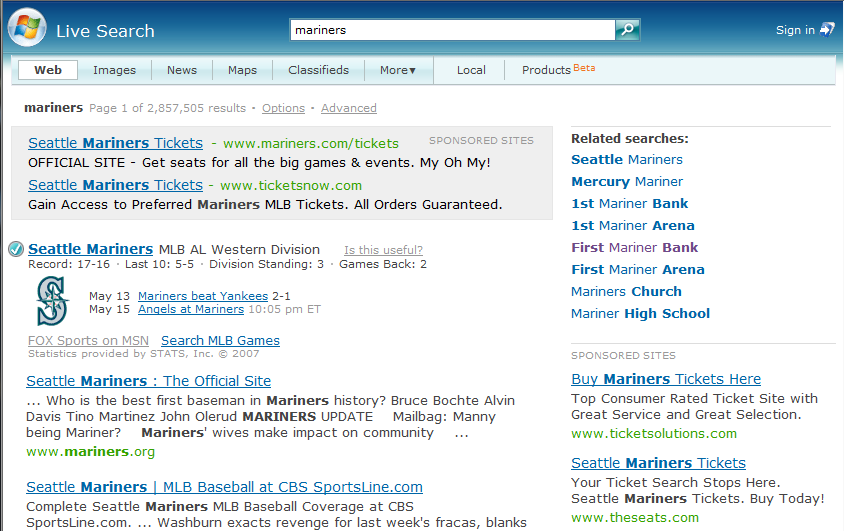 Live Search
mariners
Sign in
Web Images News Maps Classifieds More▾ Local Products Beta
mariners Page 1 of 2,857,505 results · Options · Advanced
Seattle Mariners Tickets - www.mariners.com/tickets SPONSORED SITES
OFFICIAL SITE - Get seats for all the big games & events. My Oh My!
Seattle Mariners Tickets - www.ticketsnow.com
Gain Access to Preferred Mariners MLB Tickets. All Orders Guaranteed.
Seattle Mariners MLB AL Western Division Is this useful?
Record: 17-16 · Last 10: 5-5 · Division Standing: 3 · Games Back: 2
S
May 13 Mariners beat Yankees 2-1
May 15 Angels at Mariners 10:05 pm ET
FOX Sports on MSN Search MLB Games
Statistics provided by STATS, Inc. © 2007
Seattle Mariners : The Official Site
... Who is the best first baseman in Mariners history? Bruce Bochte Alvin
Davis Tino Martinez John Olerud MARINERS UPDATE Mailbag: Manny
being Mariner? Mariners' wives make impact on community ...
www.mariners.org
Seattle Mariners | MLB Baseball at CBS SportsLine.com
Complete Seattle Mariners MLB Baseball Coverage at CBS
SportsLine.com. ... Washburn exacts revenge for last week's fracas, blanks
Related searches:
Seattle Mariners
Mercury Mariner
1st Mariner Bank
1st Mariner Arena
First Mariner Bank
First Mariner Arena
Mariners Church
Mariner High School
SPONSORED SITES
Buy Mariners Tickets Here
Top Consumer Rated Ticket Site with
Great Service and Great Selection.
www.ticketsolutions.com
Seattle Mariners Tickets
Your Ticket Search Stops Here.
Seattle Mariners Tickets. Buy Today!
www.theseats.com